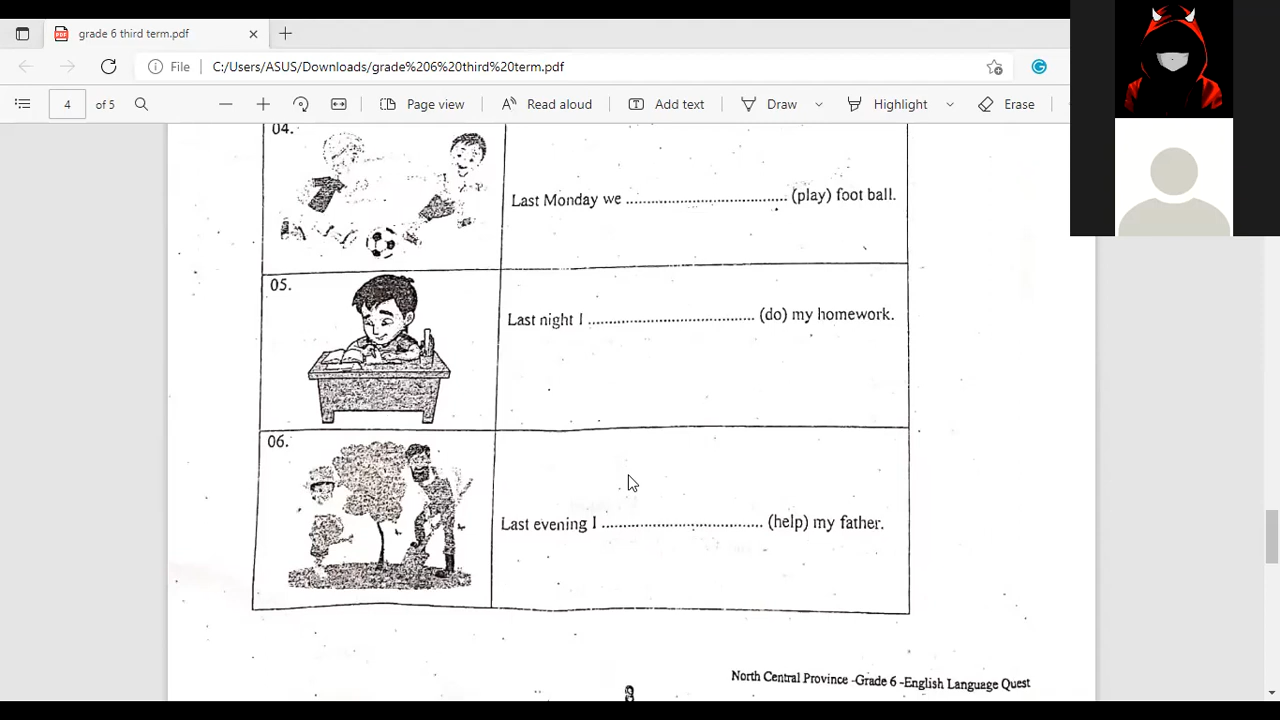 grade 6 third term.pdf
File C:/Users/ASUS/Downloads/grade%206%20third%20term.pdf
4 of 5 Page view Read aloud Add text Draw Highlight Erase
04.
Last Monday we ........................................ (play) foot ball.
05.
Last night I ........................................ (do) my homework.
06.
Last evening I ........................................ (help) my father.
North Central Province -Grade 6 -English Language Quest